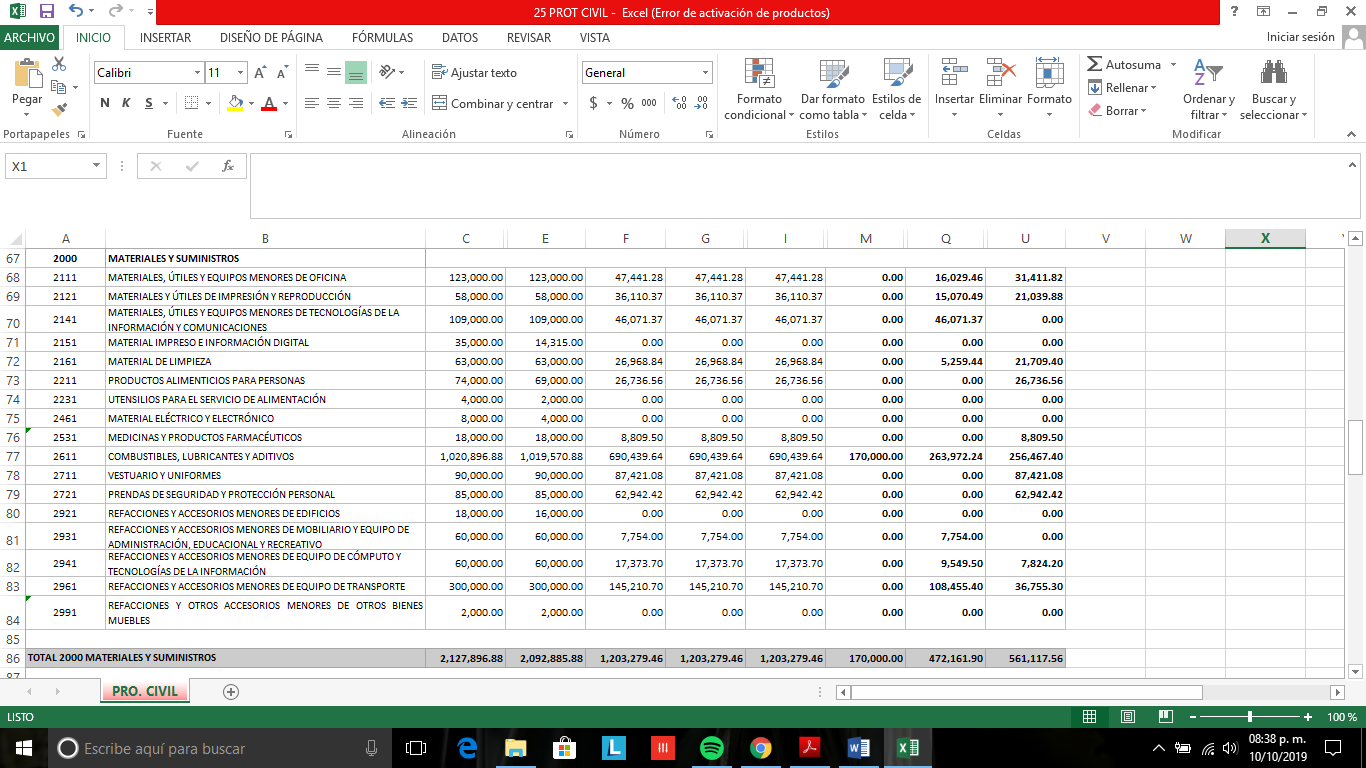 25 PROT CIVIL - Excel (Error de activación de productos)
ARCHIVO INICIO INSERTAR DISEÑO DE PÁGINA FÓRMULAS DATOS REVISAR VISTA Iniciar sesión
Calibri 11 Ajustar texto General Autosuma
Rellenar
Pegar N K S A Combinar y centrar $ % 000 Formato condicional Dar formato como tabla Estilos de celda Insertar Eliminar Formato Borrar Ordenar y filtrar Buscar y seleccionar
Portapapeles Fuente Alineación Número Estilos Celdas Modificar
X1 fx
A B C E F G I M Q U V W X
67 2000 MATERIALES Y SUMINISTROS
68 2111 MATERIALES, ÚTILES Y EQUIPOS MENORES DE OFICINA 123,000.00 123,000.00 47,441.28 47,441.28 47,441.28 0.00 16,029.46 31,411.82
69 2121 MATERIALES Y ÚTILES DE IMPRESIÓN Y REPRODUCCIÓN 58,000.00 58,000.00 36,110.37 36,110.37 36,110.37 0.00 15,070.49 21,039.88
70 2141 MATERIALES, ÚTILES Y EQUIPOS MENORES DE TECNOLOGÍAS DE LA
INFORMACIÓN Y COMUNICACIONES 109,000.00 109,000.00 46,071.37 46,071.37 46,071.37 0.00 46,071.37 0.00
71 2151 MATERIAL IMPRESO E INFORMACIÓN DIGITAL 35,000.00 14,315.00 0.00 0.00 0.00 0.00 0.00 0.00
72 2161 MATERIAL DE LIMPIEZA 63,000.00 63,000.00 26,968.84 26,968.84 26,968.84 0.00 5,259.44 21,709.40
73 2211 PRODUCTOS ALIMENTICIOS PARA PERSONAS 74,000.00 69,000.00 26,736.56 26,736.56 26,736.56 0.00 0.00 26,736.56
74 2231 UTENSILIOS PARA EL SERVICIO DE ALIMENTACIÓN 4,000.00 2,000.00 0.00 0.00 0.00 0.00 0.00 0.00
75 2461 MATERIAL ELÉCTRICO Y ELECTRÓNICO 8,000.00 4,000.00 0.00 0.00 0.00 0.00 0.00 0.00
76 2531 MEDICINAS Y PRODUCTOS FARMACÉUTICOS 18,000.00 18,000.00 8,809.50 8,809.50 8,809.50 0.00 0.00 8,809.50
77 2611 COMBUSTIBLES, LUBRICANTES Y ADITIVOS 1,020,896.88 1,019,570.88 690,439.64 690,439.64 690,439.64 170,000.00 263,972.24 256,467.40
78 2711 VESTUARIO Y UNIFORMES 90,000.00 90,000.00 87,421.08 87,421.08 87,421.08 0.00 0.00 87,421.08
79 2721 PRENDAS DE SEGURIDAD Y PROTECCIÓN PERSONAL 85,000.00 85,000.00 62,942.42 62,942.42 62,942.42 0.00 0.00 62,942.42
80 2921 REFACCIONES Y ACCESORIOS MENORES DE EDIFICIOS 18,000.00 16,000.00 0.00 0.00 0.00 0.00 0.00 0.00
81 2931 REFACCIONES Y ACCESORIOS MENORES DE MOBILIARIO Y EQUIPO DE
ADMINISTRACIÓN, EDUCACIONAL Y RECREATIVO 60,000.00 60,000.00 7,754.00 7,754.00 7,754.00 0.00 7,754.00 0.00
82 2941 REFACCIONES Y ACCESORIOS MENORES DE EQUIPO DE CÓMPUTO Y
TECNOLOGÍAS DE LA INFORMACIÓN 60,000.00 60,000.00 17,373.70 17,373.70 17,373.70 0.00 9,549.50 7,824.20
83 2961 REFACCIONES Y ACCESORIOS MENORES DE EQUIPO DE TRANSPORTE 300,000.00 300,000.00 145,210.70 145,210.70 145,210.70 0.00 108,455.40 36,755.30
84 2991 REFACCIONES Y OTROS ACCESORIOS MENORES DE OTROS BIENES
MUEBLES 2,000.00 2,000.00 0.00 0.00 0.00 0.00 0.00 0.00
85
86 TOTAL 2000 MATERIALES Y SUMINISTROS 2,127,896.88 2,092,885.88 1,203,279.46 1,203,279.46 1,203,279.46 170,000.00 472,161.90 561,117.56
87
PRO. CIVIL
LISTO 100 %
Escribe aquí para buscar 08:38 p. m.
10/10/2019